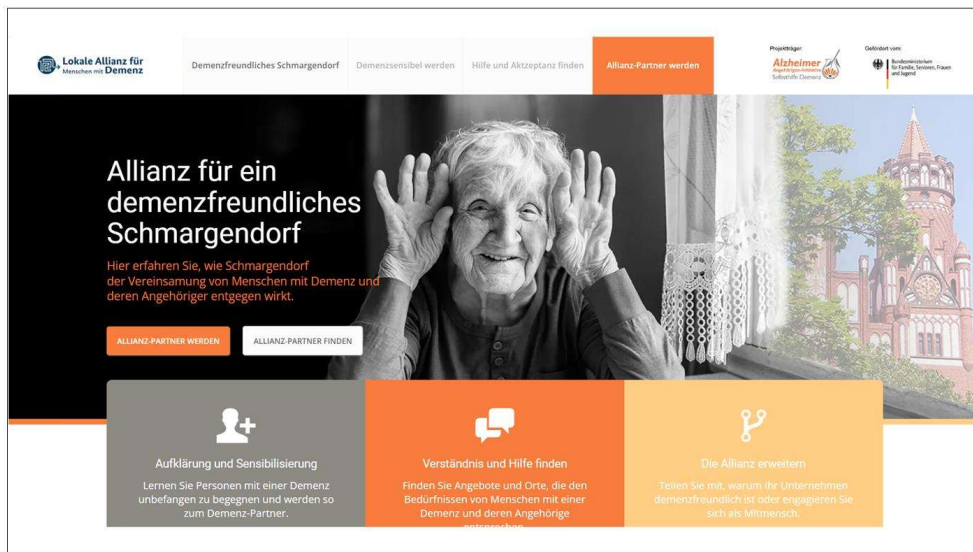 Lokale Allianz für
Menschen mit Demenz
Demenzfreundliches Schmargendorf
Demenzsensibel werden
Hilfe und Aktzeptanz finden
Allianz-Partner werden
Projektträger:
Alzheimer
Angehörigen-Initiative
Selbsthilfe Demenz
Gefördert vom:
Bundesministerium
für Familie, Senioren, Frauen
und Jugend
Allianz für ein
demenzfreundliches
Schmargendorf
Hier erfahren Sie, wie Schmargendorf
der Vereinsamung von Menschen mit Demenz und
deren Angehöriger entgegen wirkt.
ALLIANZ-PARTNER WERDEN
ALLIANZ-PARTNER FINDEN
Aufklärung und Sensibilisierung
Lernen Sie Personen mit einer Demenz
unbefangen zu begegnen und werden so
zum Demenz-Partner.
Verständnis und Hilfe finden
Finden Sie Angebote und Orte, die den
Bedürfnissen von Menschen mit einer
Demenz und deren Angehörige
entsprechen
Die Allianz erweitern
Teilen Sie mit, warum Ihr Unternehmen
demenzfreundlich ist oder engagieren Sie
sich als Mitmensch.